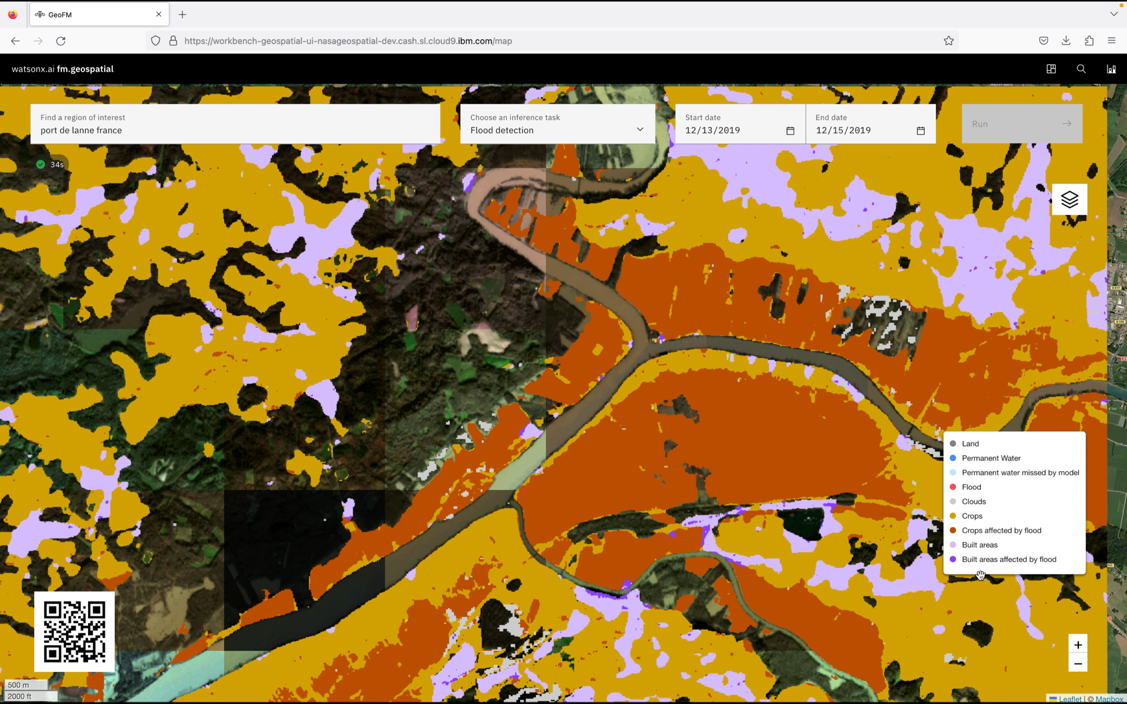 GeoFM
https://workbench-geospatial-ui-nasageospatial-dev.cash.sl.cloud9.ibm.com/map
watsonx.ai fm.geospatial
Find a region of interest
port de lanne france
Choose an inference task
Flood detection
Start date
12/13/2019
End date
12/15/2019
Run
34s
Land
Permanent Water
Permanent water missed by model
Flood
Clouds
Crops
Crops affected by flood
Built areas
Built areas affected by flood
+
−
500 m
2000 ft
Leaflet | © Mapbox